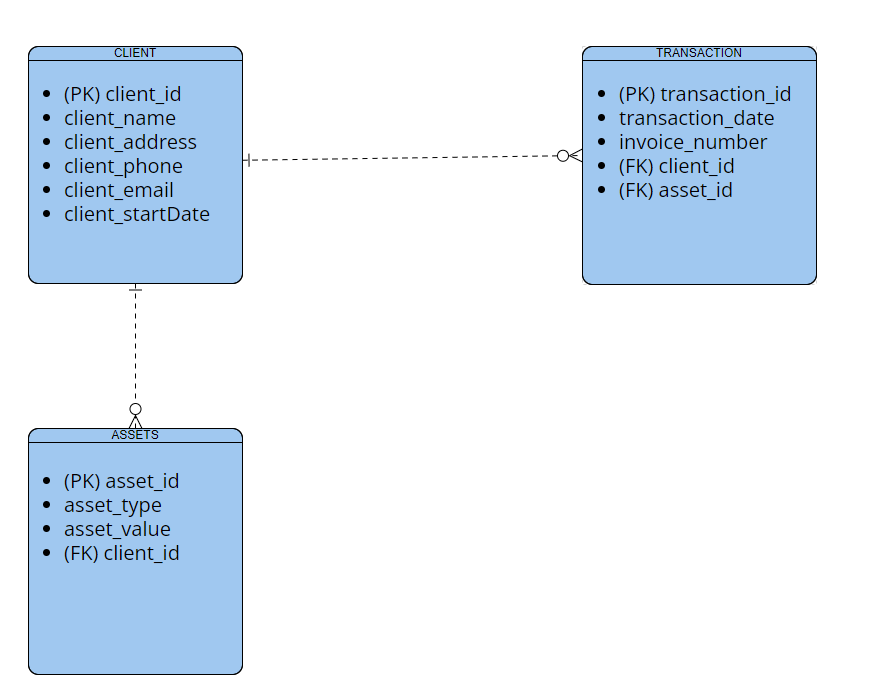 CLIENT
• (PK) client_id
• client_name
• client_address
• client_phone
• client_email
• client_startDate
TRANSACTION
• (PK) transaction_id
• transaction_date
• invoice_number
• (FK) client_id
• (FK) asset_id
ASSETS
• (PK) asset_id
• asset_type
• asset_value
• (FK) client_id